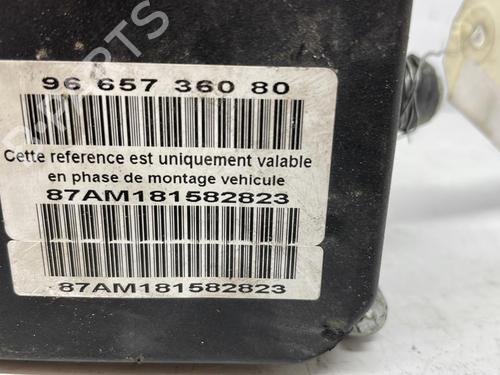 96 657 360 80
Cette reference est uniquement valable
en phase de montage vehicule
87AM181582823
87AM181582823